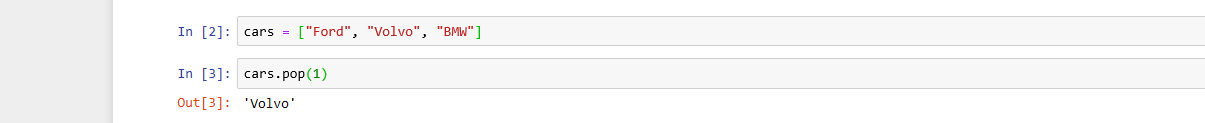 In [2]: cars = ["Ford", "Volvo", "BMW"]
In [3]: cars.pop(1)
Out[3]: 'Volvo'